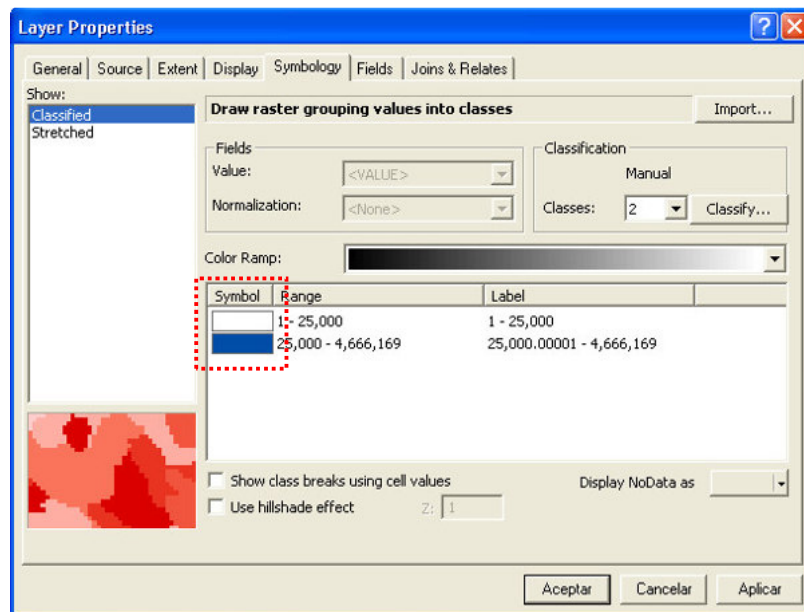 Layer Properties
General Source Extent Display Symbology Fields Joins & Relates
Show:
Classified
Stretched
Draw raster grouping values into classes
Import...
Fields
Value:
<VALUE>
Normalization:
<None>
Classification
Manual
Classes:
2
Classify...
Color Ramp:
Symbol Range Label
1 - 25,000 1 - 25,000
25,000 - 4,666,169 25,000.00001 - 4,666,169
Show class breaks using cell values
Display NoData as
Use hillshade effect
Z: 1
Aceptar Cancelar Aplicar